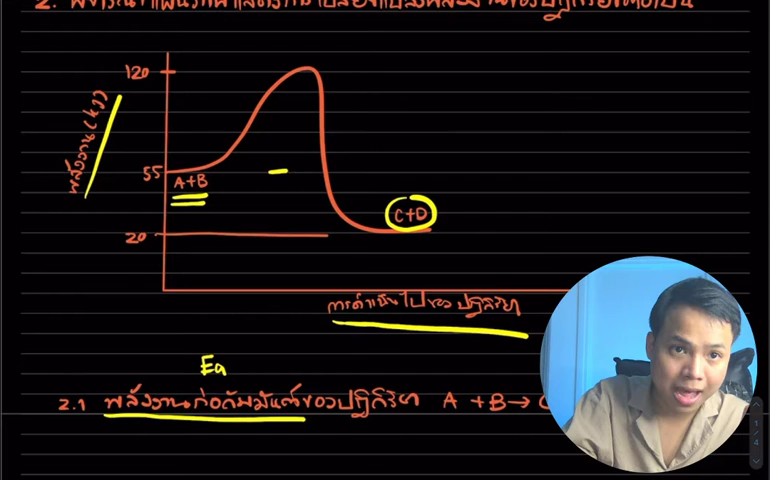 120
พลังงาน (kJ)
55
A+B
C+D
20
การดำเนินไปของปฏิกิริยา
Ea
2.1 พลังงานก่อกัมมันต์ของปฏิกิริยา A + B →
1
4